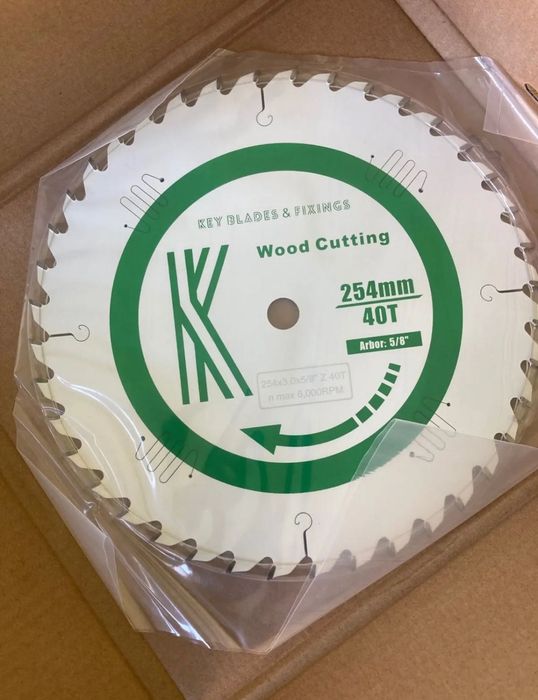 KEY BLADES & FIXINGS
Wood Cutting
K
254mm
40T
Arbor: 5/8"
254x3.0x5/8" Z 40T
n max 6,000RPM